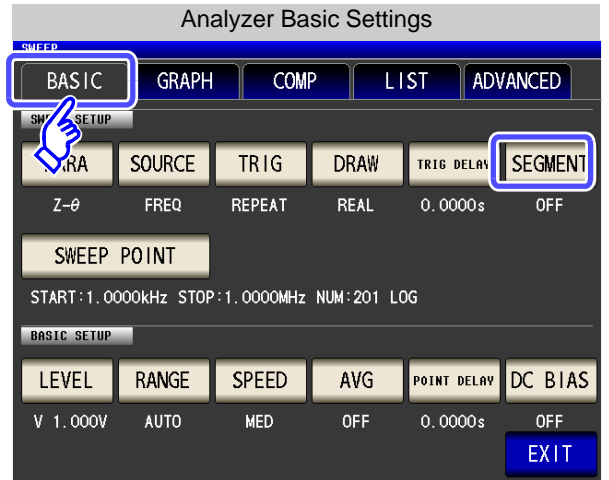 Analyzer Basic Settings
SWEEP
BASIC GRAPH COMP LIST ADVANCED
SETUP
SOURCE TRIG DRAW TRIG DELAY SEGMENT
Z-θ FREQ REPEAT REAL 0.0000s OFF
SWEEP POINT
START:1.0000kHz STOP:1.0000MHz NUM:201 LOG
BASIC SETUP
LEVEL RANGE SPEED AVG POINT DELAY DC BIAS
V 1.000V AUTO MED OFF 0.0000s OFF
EXIT